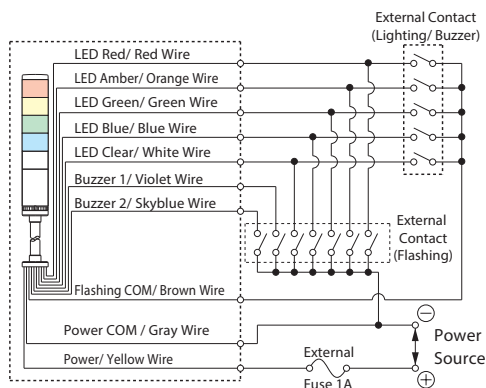 External Contact
(Lighting/ Buzzer)
LED Red/ Red Wire
LED Amber/ Orange Wire
LED Green/ Green Wire
LED Blue/ Blue Wire
LED Clear/ White Wire
Buzzer 1/ Violet Wire
Buzzer 2/ Skyblue Wire
External
Contact
(Flashing)
Flashing COM/ Brown Wire
Power COM / Gray Wire
Power/ Yellow Wire
External
Fuse 1A
−
Power
Source
+